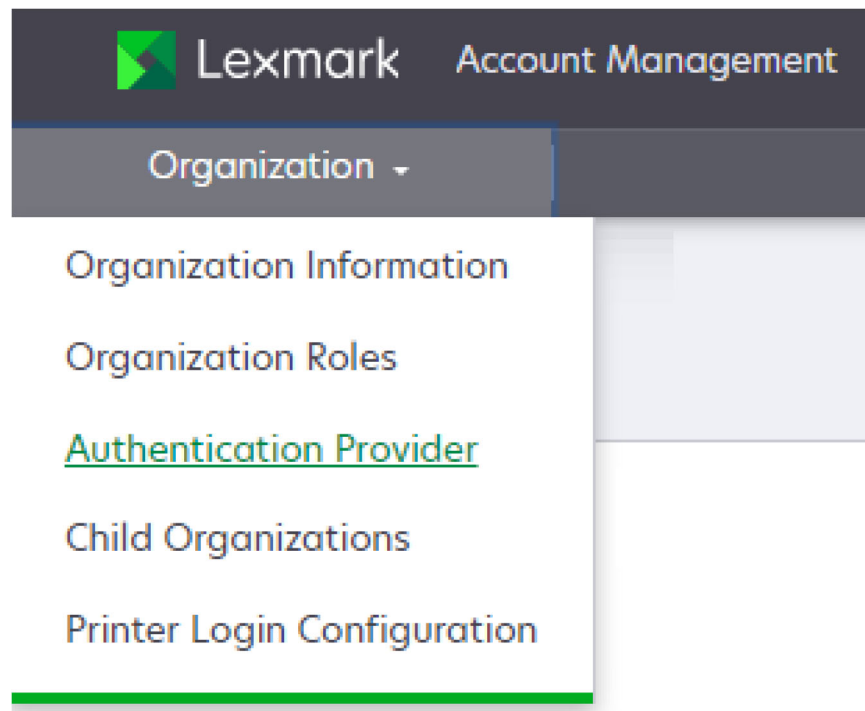 Lexmark Account Management
Organization
Organization Information
Organization Roles
Authentication Provider
Child Organizations
Printer Login Configuration